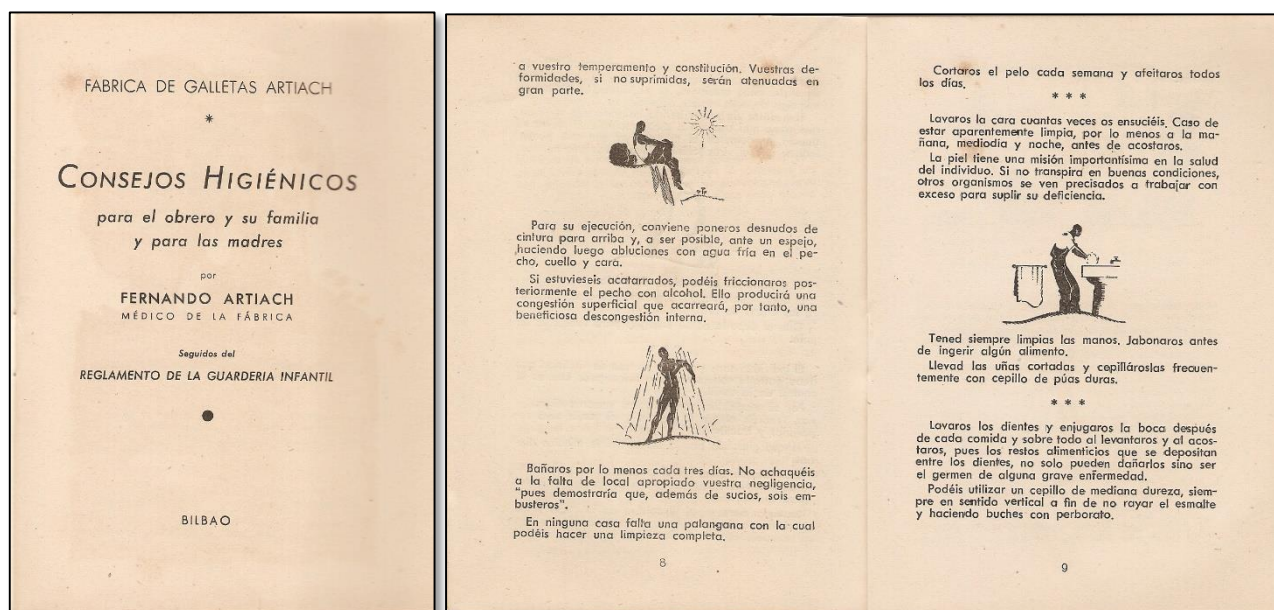 FABRICA DE GALLETAS ARTIACH
*
CONSEJOS HIGIÉNICOS
para el obrero y su familia
y para las madres
por
FERNANDO ARTIACH
MÉDICO DE LA FÁBRICA
Seguidos del
REGLAMENTO DE LA GUARDERIA INFANTIL
BILBAO
a vuestro temperamento y constitución. Vuestras de-
formidades, si no suprimidas, serán atenuadas en
gran parte.
Para su ejecución, conviene poneros desnudos de
cintura para arriba y, a ser posible, ante un espejo,
haciendo luego abluciones con agua fría en el pe-
cho, cuello y cara.
Si estuvieseis acatarrados, podéis friccionaros pos-
teriormente el pecho con alcohol. Ello producirá una
congestión superficial que acarreará, por tanto, una
beneficiosa descongestión interna.
Bañaros por lo menos cada tres días. No achaquéis
a la falta de local apropiado vuestra negligencia,
"pues demostraría que, además de sucios, sois em-
busteros".
En ninguna casa falta una palangana con la cual
podéis hacer una limpieza completa.
8
Cortaros el pelo cada semana y afeitaros todos
los días.
* * *
Lavaros la cara cuantas veces os ensuciéis. Caso de
estar aparentemente limpia, por lo menos a la ma-
ñana, mediodía y noche, antes de acostaros.
La piel tiene una misión importantísima en la salud
del individuo. Si no transpira en buenas condiciones,
otros organismos se ven precisados a trabajar con
exceso para suplir su deficiencia.
Tened siempre limpias las manos. Jabonaros antes
de ingerir algún alimento.
Llevad las uñas cortadas y cepillároslas frecuen-
temente con cepillo de púas duras.
* * *
Lavaros los dientes y enjugaros la boca después
de cada comida y sobre todo al levantaros y al acos-
taros, pues los restos alimenticios que se depositan
entre los dientes, no solo pueden dañarlos sino ser
el germen de alguna grave enfermedad.
Podéis utilizar un cepillo de mediana dureza, siem-
pre en sentido vertical a fin de no rayar el esmalte
y haciendo buches con perborato.
9